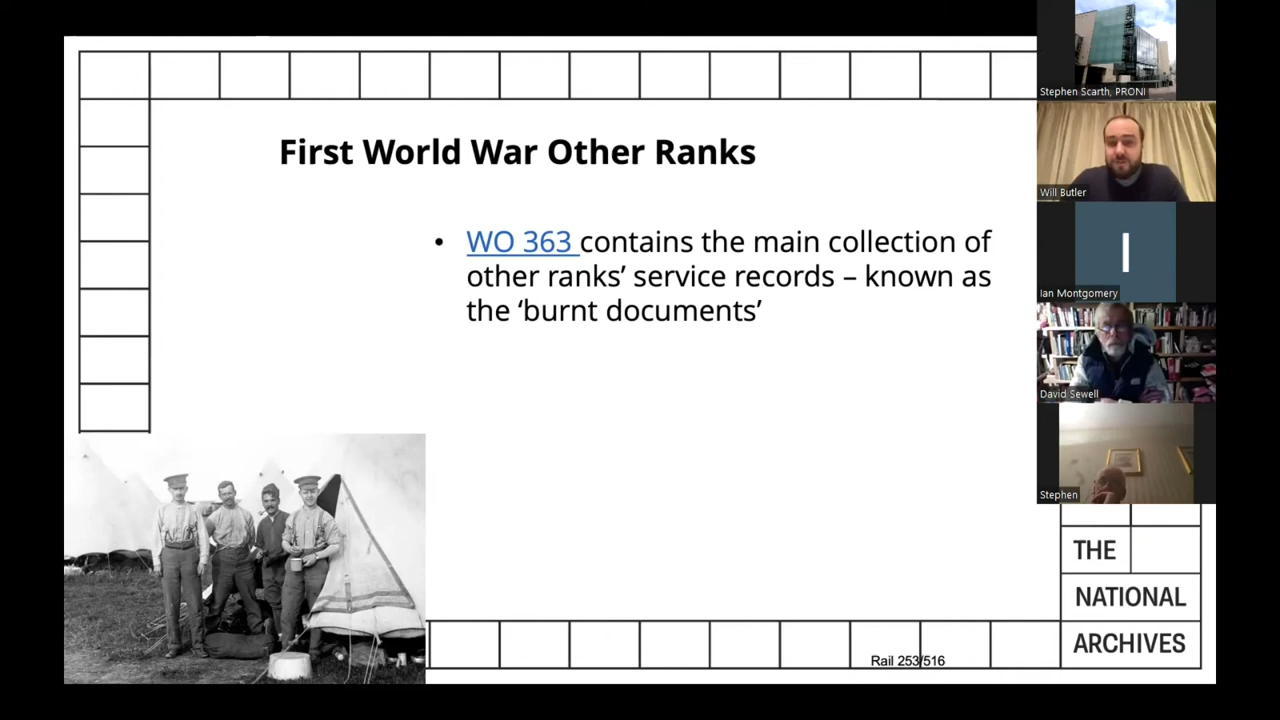 First World War Other Ranks
• WO 363 contains the main collection of
other ranks’ service records – known as
the ‘burnt documents’
Rail 253/516
THE
NATIONAL
ARCHIVES
Stephen Scarth, PRONI
Will Butler
I
Ian Montgomery
David Sewell
Stephen